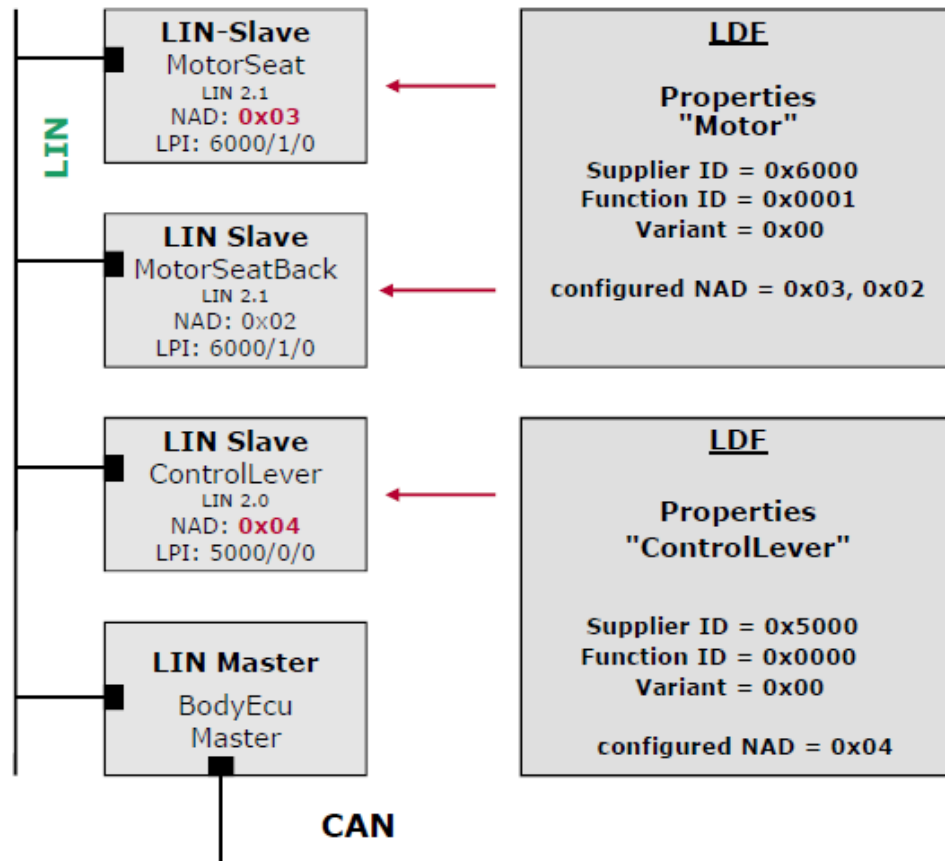 LIN
LIN-Slave
MotorSeat
LIN 2.1
NAD: 0x03
LPI: 6000/1/0
LIN Slave
MotorSeatBack
LIN 2.1
NAD: 0x02
LPI: 6000/1/0
LIN Slave
ControlLever
LIN 2.0
NAD: 0x04
LPI: 5000/0/0
LIN Master
BodyEcu
Master
CAN
LDF
Properties
"Motor"
Supplier ID = 0x6000
Function ID = 0x0001
Variant = 0x00
configured NAD = 0x03, 0x02
LDF
Properties
"ControlLever"
Supplier ID = 0x5000
Function ID = 0x0000
Variant = 0x00
configured NAD = 0x04